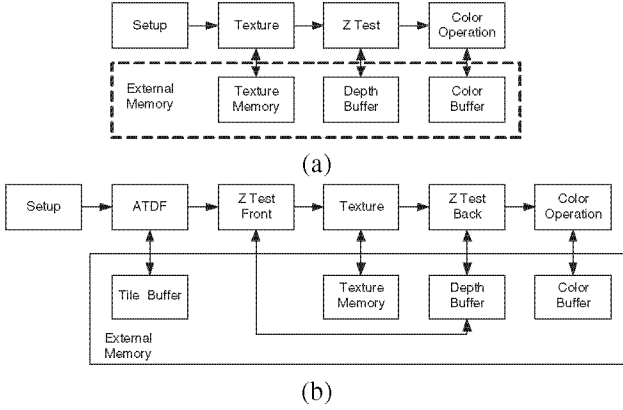 Setup
Texture
Z Test
Color
Operation
External
Memory
Texture
Memory
Depth
Buffer
Color
Buffer
(a)
Setup
ATDF
Z Test
Front
Texture
Z Test
Back
Color
Operation
Tile Buffer
Texture
Memory
Depth
Buffer
Color
Buffer
External
Memory
(b)